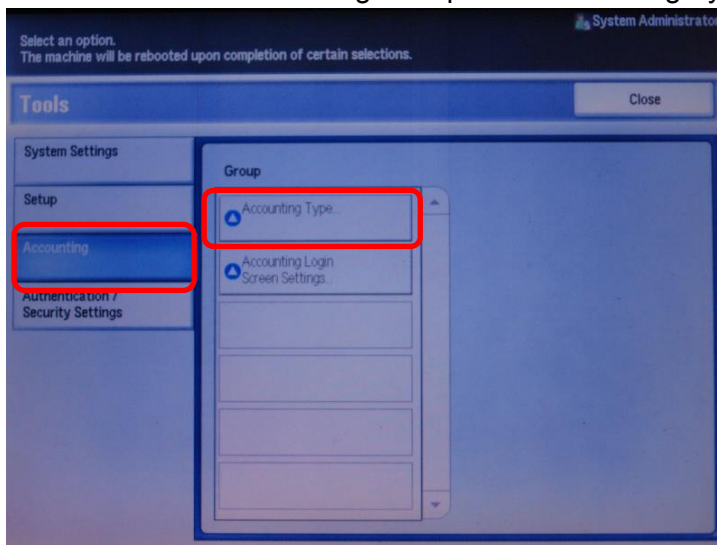 System Administrator
Select an option.
The machine will be rebooted upon completion of certain selections.
Tools
Close
System Settings
Setup
Accounting
Authentication /
Security Settings
Group
Accounting Type...
Accounting Login
Screen Settings...